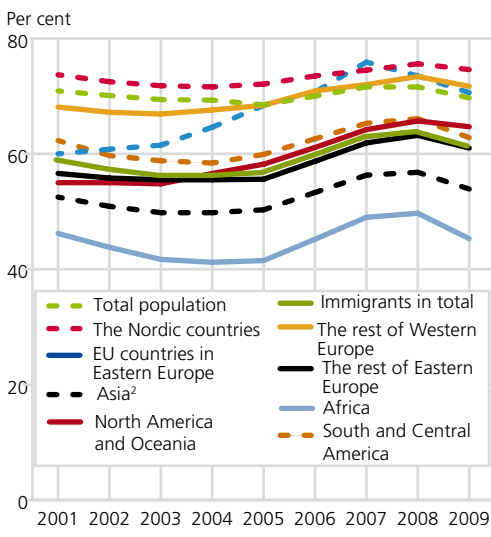 Per cent
80
60
40
20
0
Total population
The Nordic countries
EU countries in
Eastern Europe
Asia²
North America
and Oceania
Immigrants in total
The rest of Western
Europe
The rest of Eastern
Europe
Africa
South and Central
America
2001 2002 2003 2004 2005 2006 2007 2008 2009